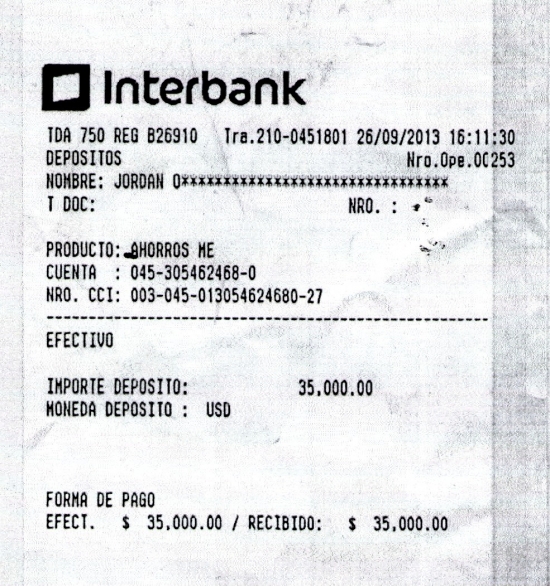 Interbank
TDA 750 REG B26910 Tra.210-0451801 26/09/2013 16:11:30
DEPOSITOS Nro.Ope.00253
NOMBRE: JORDAN O********************************
T DOC: NRO. :
PRODUCTO: AHORROS ME
CUENTA : 045-305462468-0
NRO. CCI: 003-045-013054624680-27
------------------------------------------------
EFECTIVO
IMPORTE DEPOSITO: 35,000.00
MONEDA DEPOSITO : USD
FORMA DE PAGO
EFECT. $ 35,000.00 / RECIBIDO: $ 35,000.00